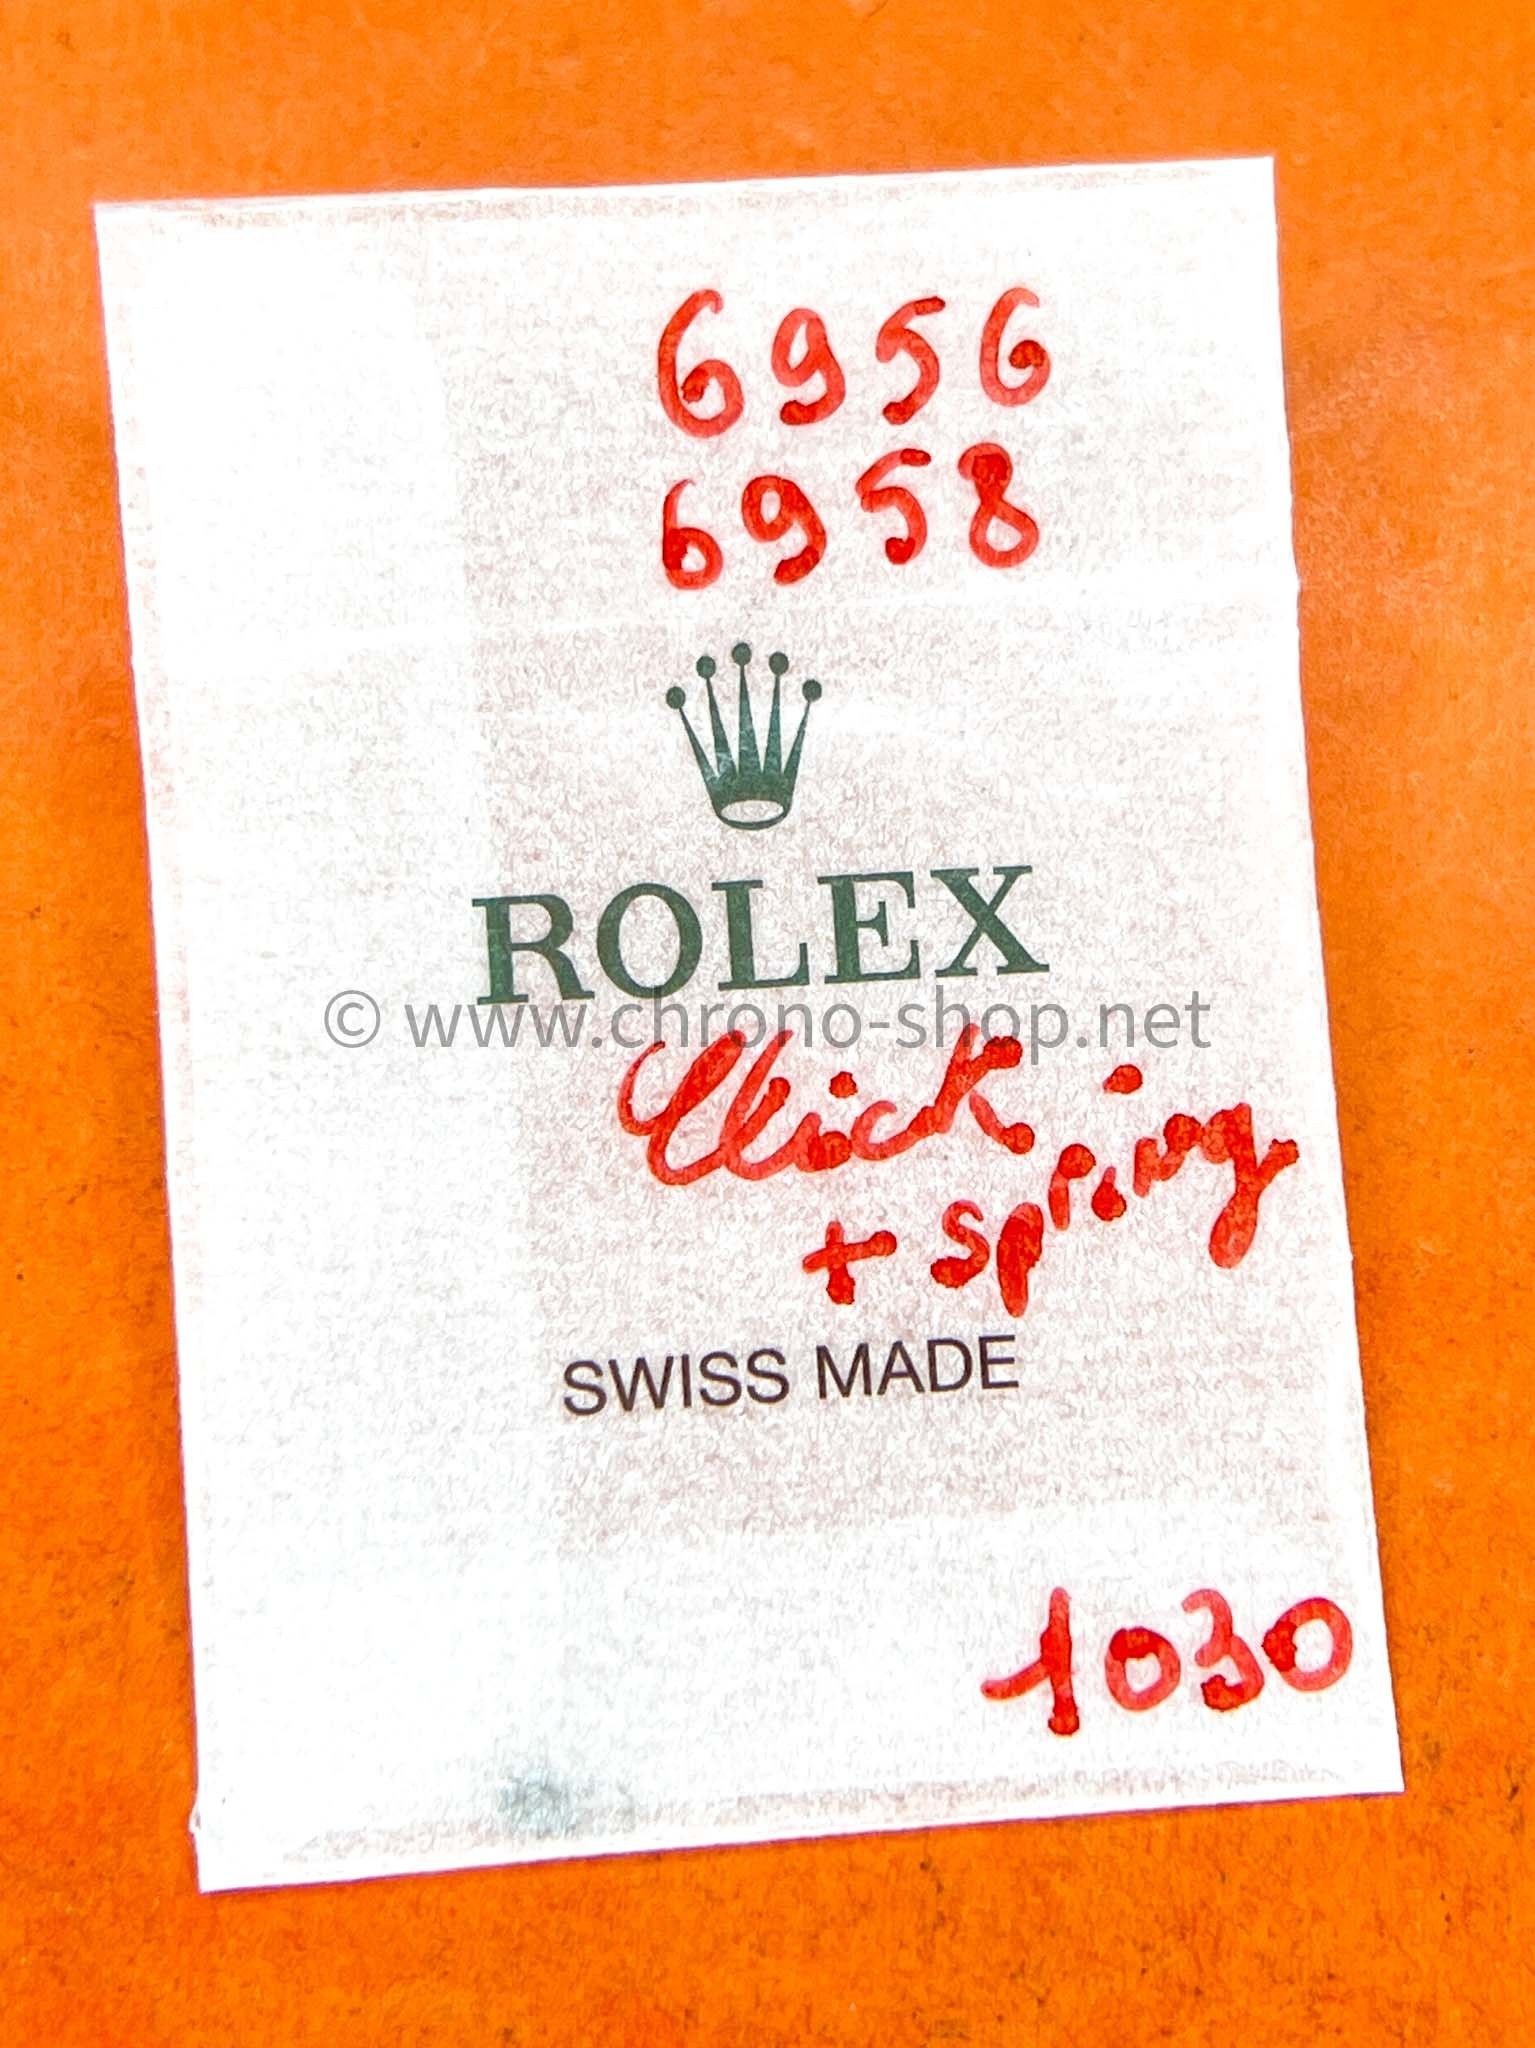 6956
6958
ROLEX
© www.chrono-shop.net
Click
+ spring
SWISS MADE
1030